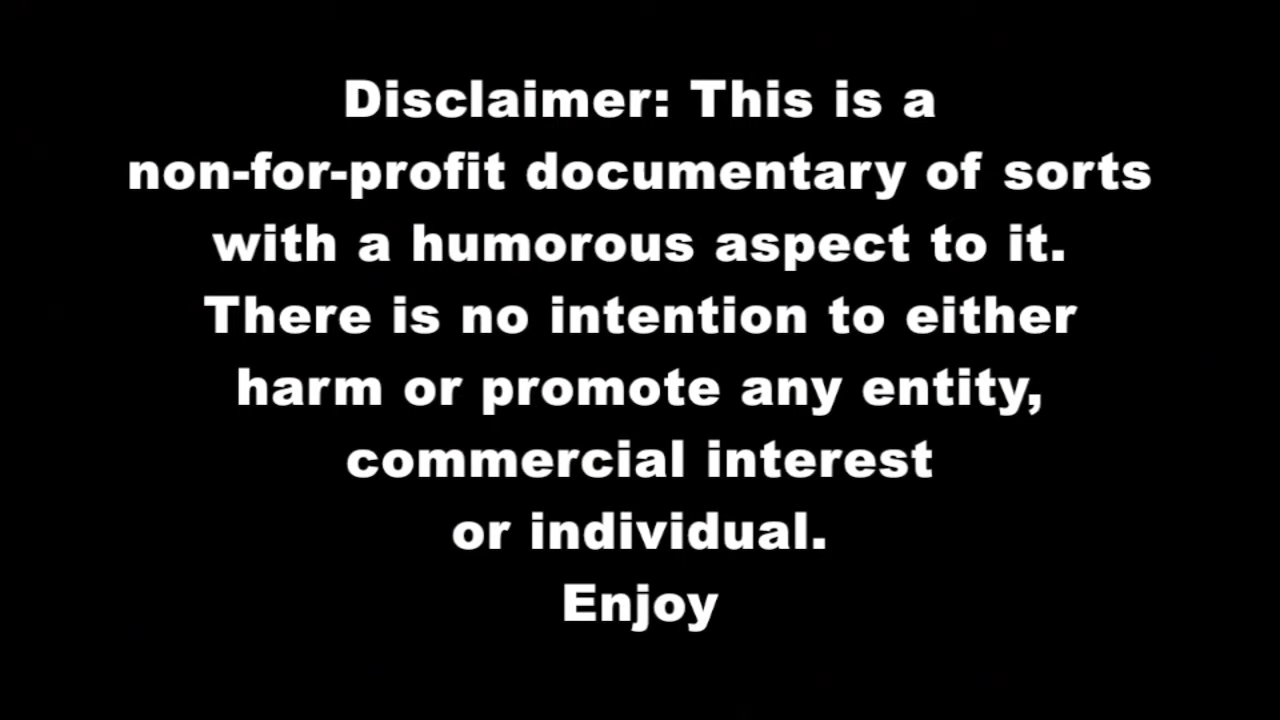 Disclaimer: This is a
non-for-profit documentary of sorts
with a humorous aspect to it.
There is no intention to either
harm or promote any entity,
commercial interest
or individual.
Enjoy